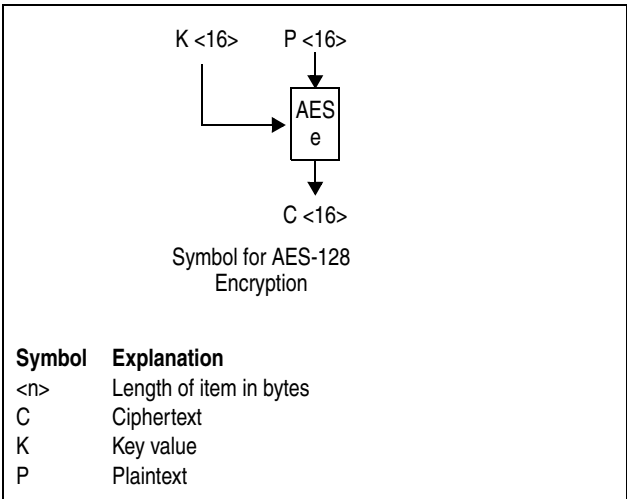 K <16> P <16>
AES
e
C <16>
Symbol for AES-128
Encryption
Symbol Explanation
<n> Length of item in bytes
C Ciphertext
K Key value
P Plaintext